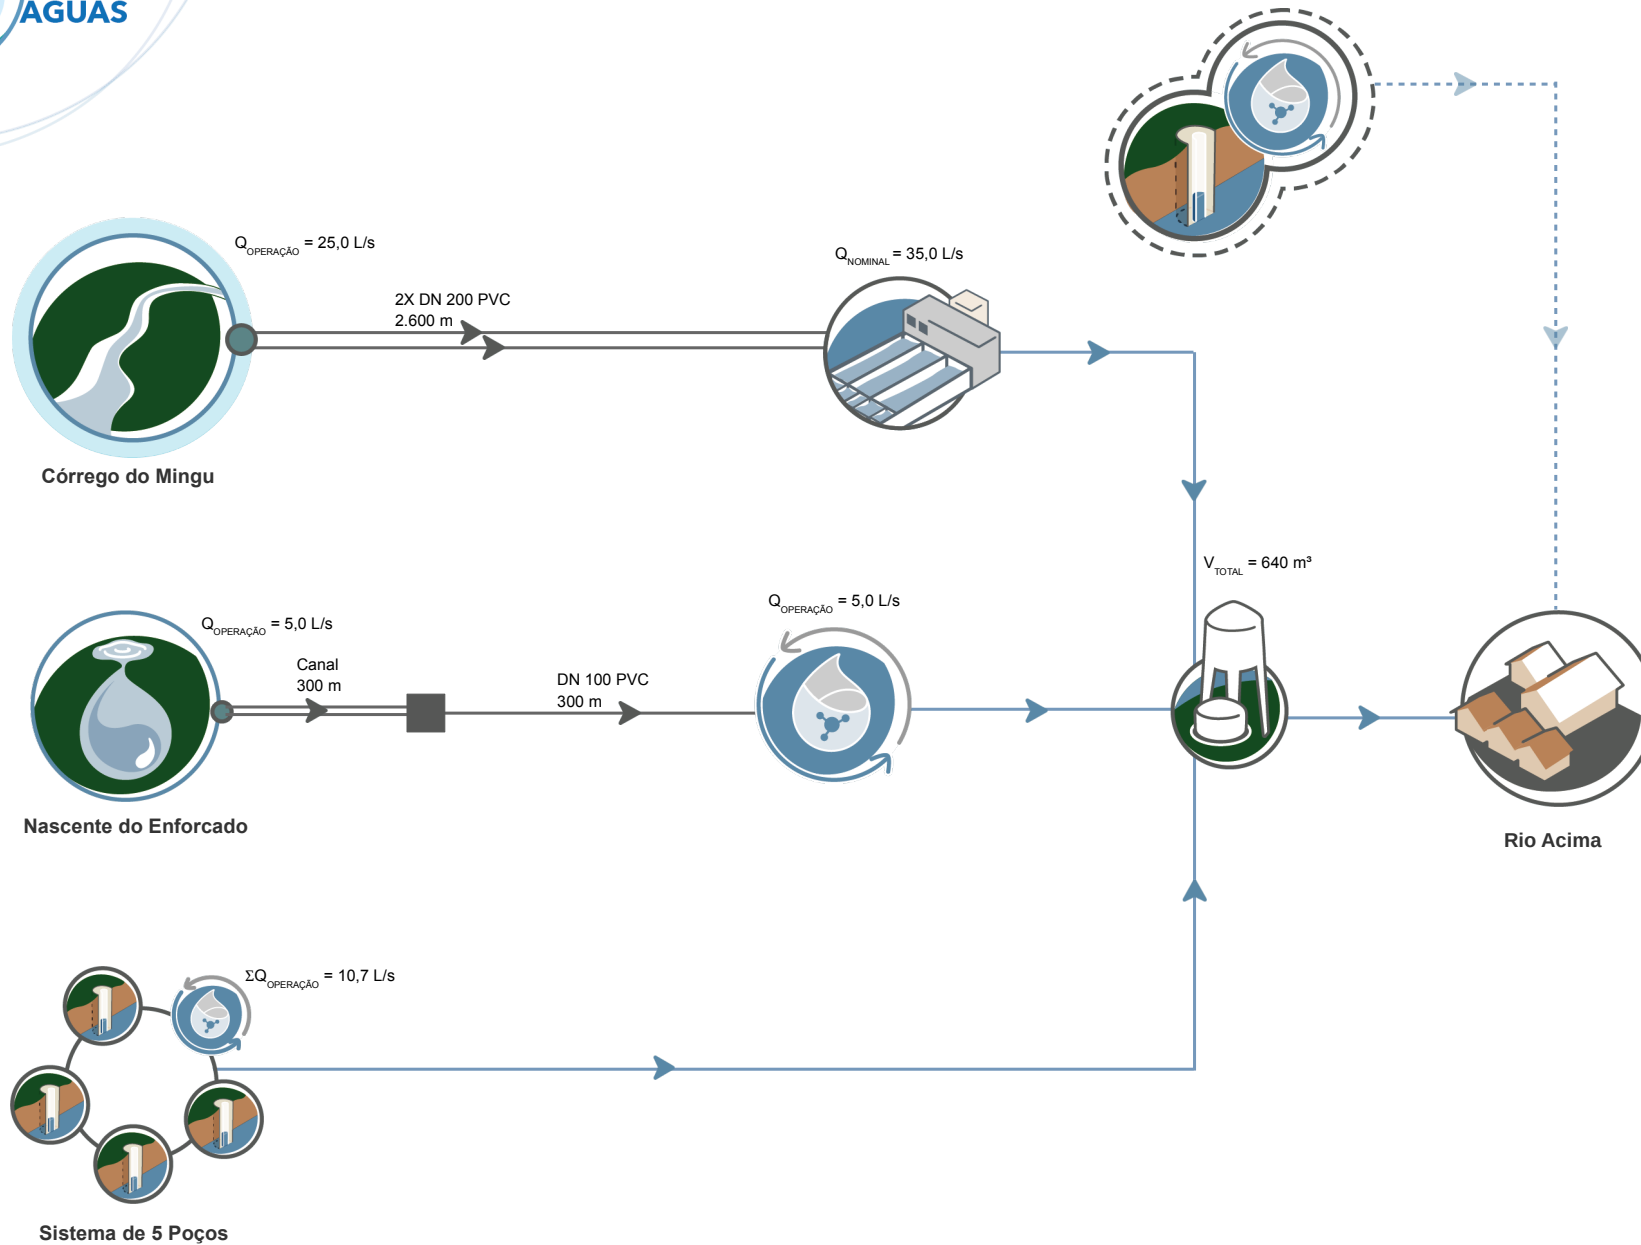 ÁGUAS
Q OPERAÇÃO = 25,0 L/s
2X DN 200 PVC
2.600 m
Q NOMINAL = 35,0 L/s
Córrego do Mingu
V TOTAL = 640 m³
Q OPERAÇÃO = 5,0 L/s
Canal
300 m
DN 100 PVC
300 m
Q OPERAÇÃO = 5,0 L/s
Nascente do Enforcado
Rio Acima
ΣQ OPERAÇÃO = 10,7 L/s
Sistema de 5 Poços